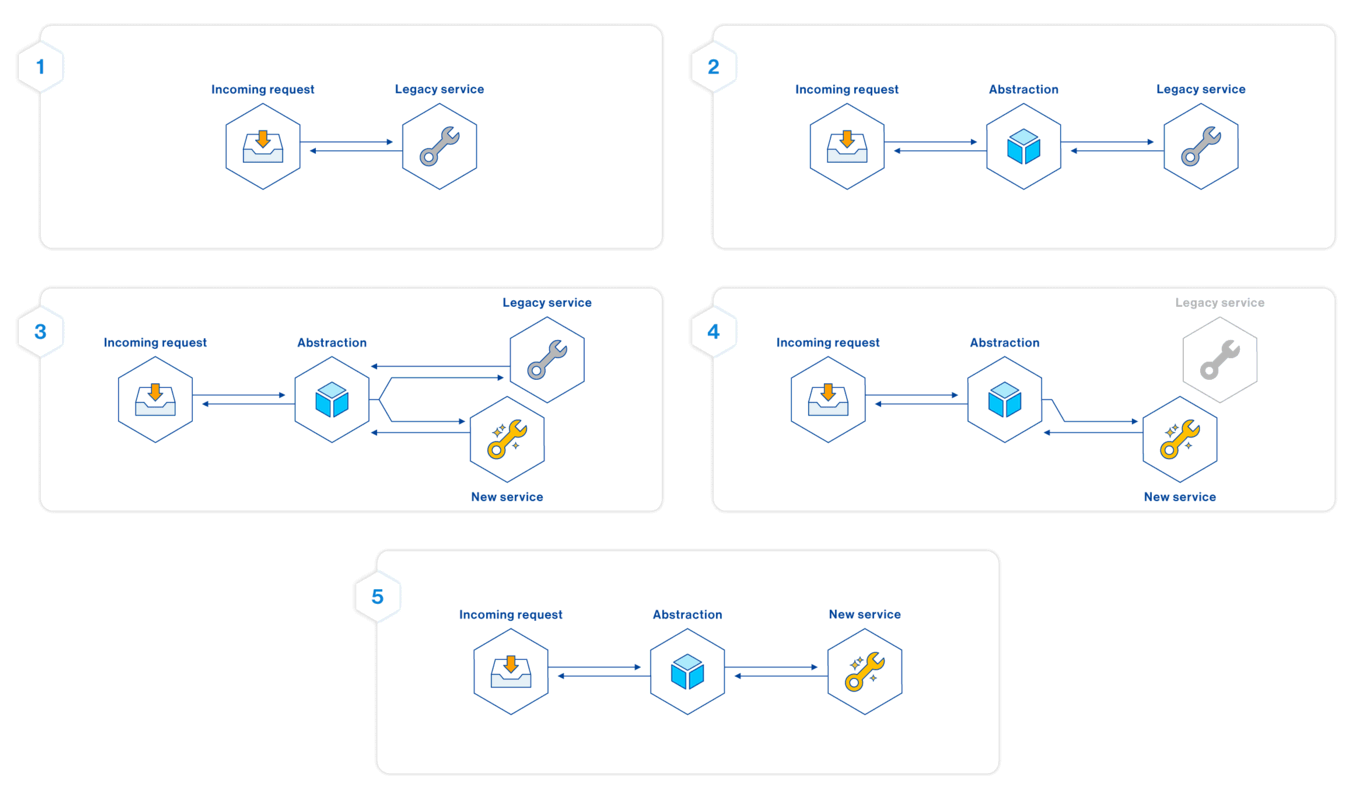 1
Incoming request
Legacy service
2
Incoming request
Abstraction
Legacy service
3
Legacy service
Incoming request
Abstraction
New service
4
Legacy service
Incoming request
Abstraction
New service
5
Incoming request
Abstraction
New service